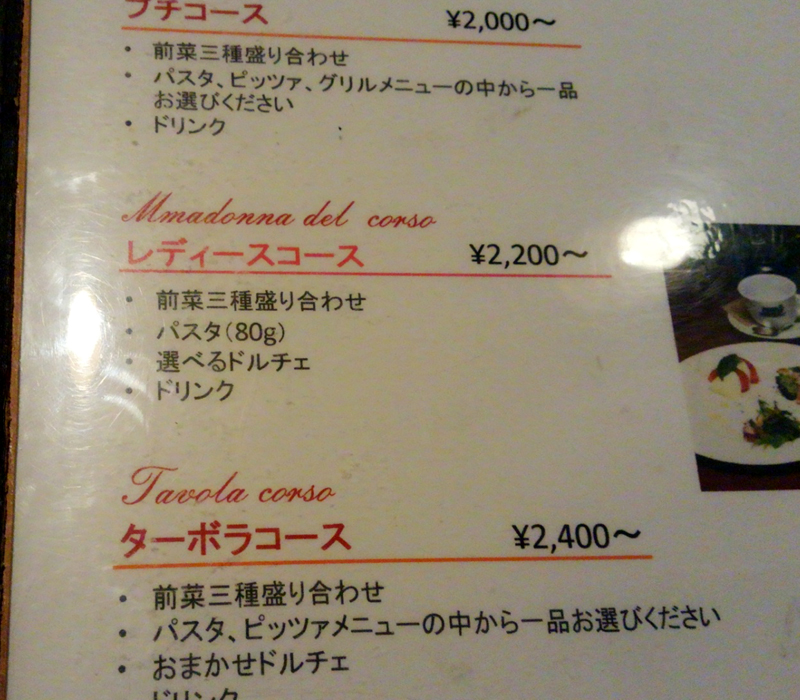 プチコース ¥2,000～
・ 前菜三種盛り合わせ
・ パスタ、ピッツァ、グリルメニューの中から一品
お選びください
・ ドリンク
Mmadonna del corso
レディースコース ¥2,200～
・ 前菜三種盛り合わせ
・ パスタ(80g)
・ 選べるドルチェ
・ ドリンク
Tavola corso
ターボラコース ¥2,400～
・ 前菜三種盛り合わせ
・ パスタ、ピッツァメニューの中から一品お選びください
・ おまかせドルチェ
ドリンク